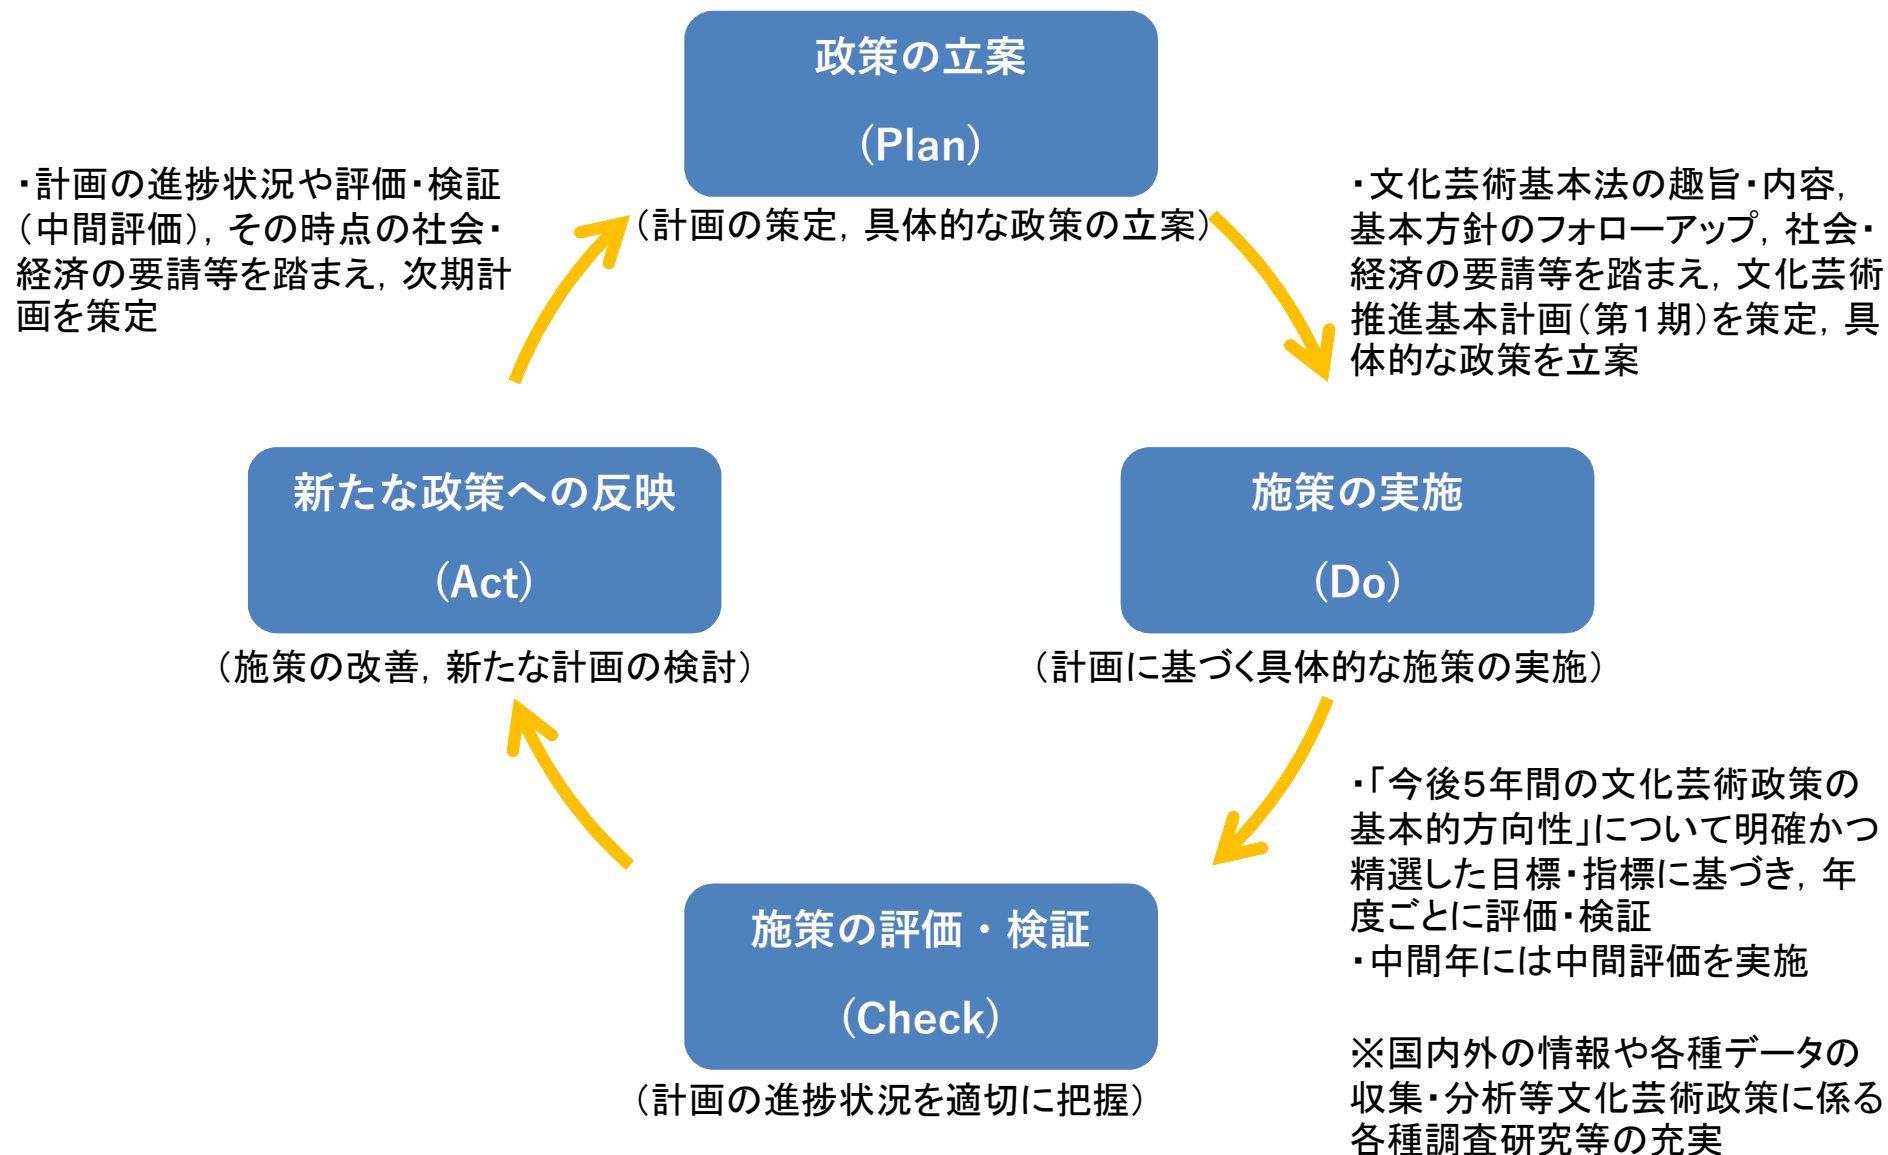 政策の立案
(Plan)
（計画の策定，具体的な政策の立案）
・文化芸術基本法の趣旨・内容，
基本方針のフォローアップ，社会・
経済の要請等を踏まえ，文化芸術
推進基本計画（第１期）を策定，具
体的な政策を立案
施策の実施
(Do)
（計画に基づく具体的な施策の実施）
・「今後５年間の文化芸術政策の
基本的方向性」について明確かつ
精選した目標・指標に基づき，年
度ごとに評価・検証
・中間年には中間評価を実施
※国内外の情報や各種データの
収集・分析等文化芸術政策に係る
各種調査研究等の充実
施策の評価・検証
(Check)
（計画の進捗状況を適切に把握）
新たな政策への反映
(Act)
（施策の改善，新たな計画の検討）
・計画の進捗状況や評価・検証
（中間評価），その時点の社会・
経済の要請等を踏まえ，次期計
画を策定